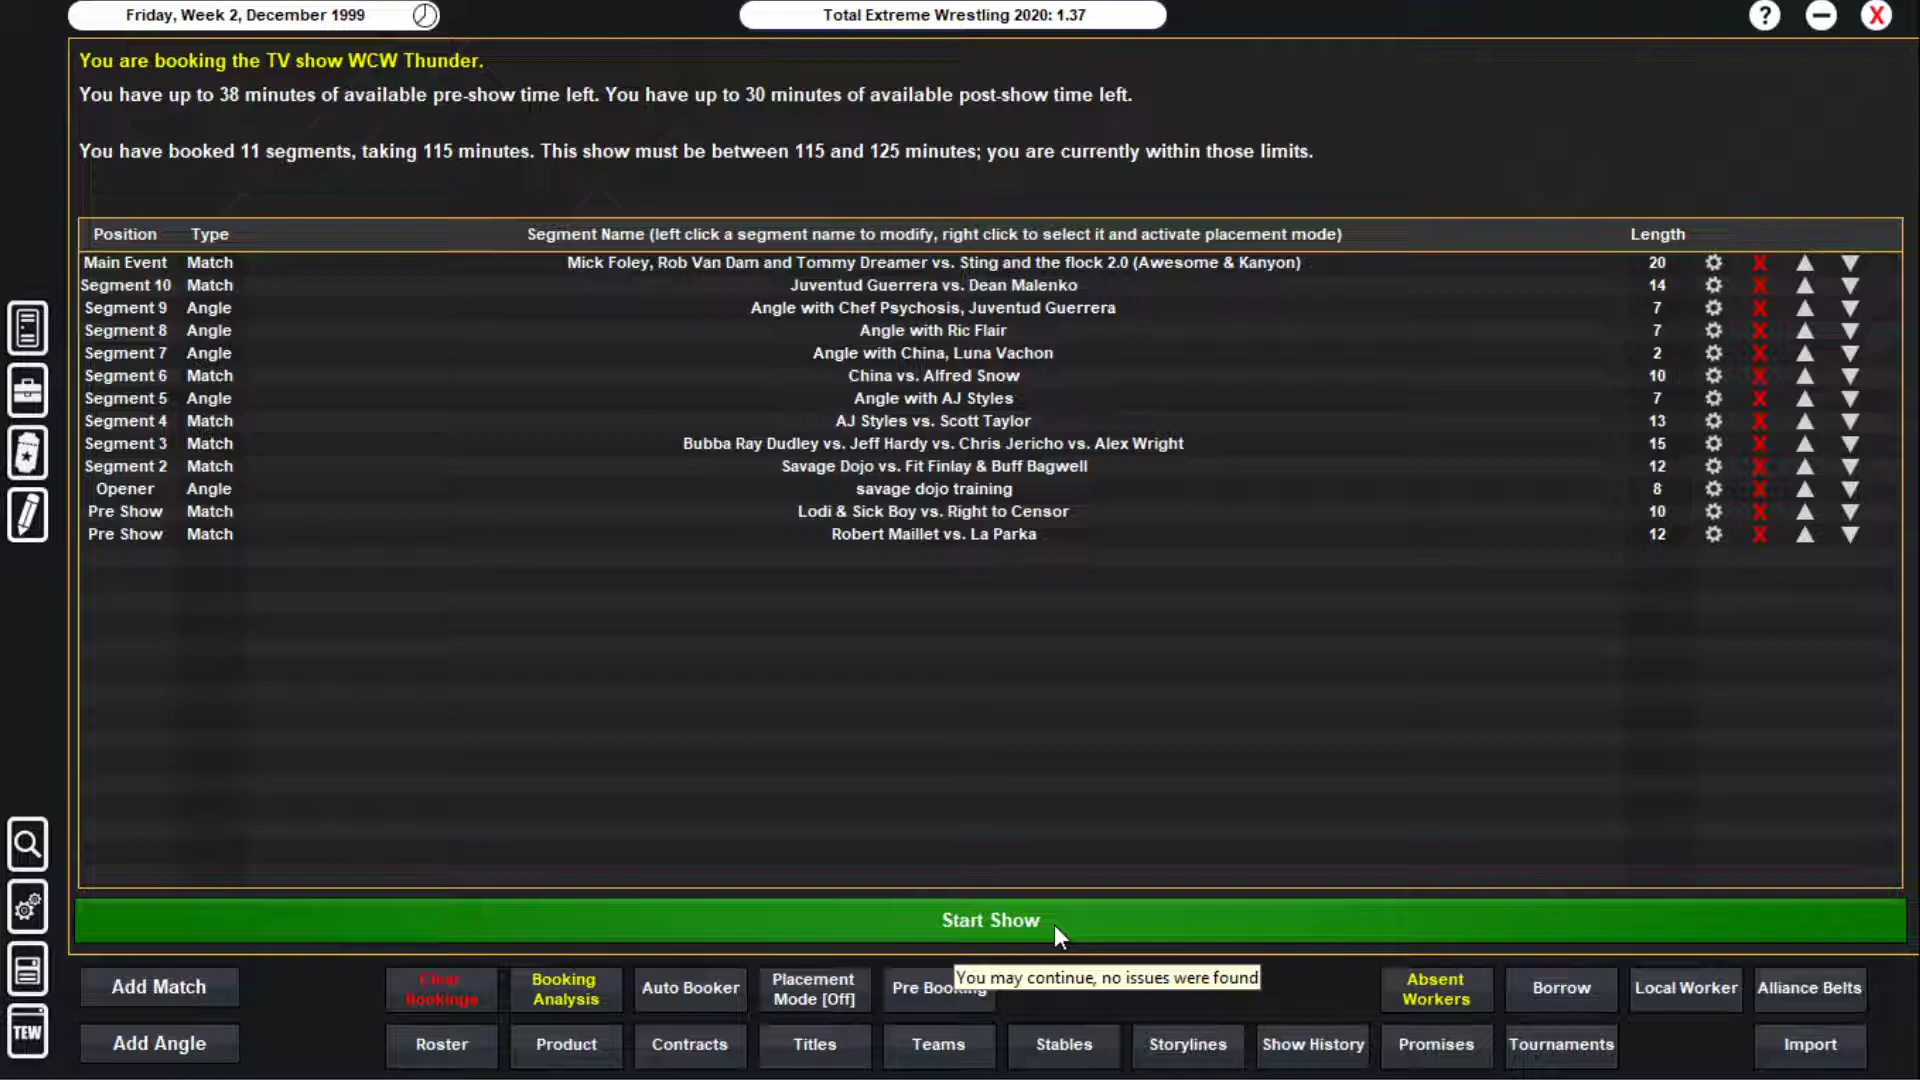 Friday, Week 2, December 1999
Total Extreme Wrestling 2020: 1.37
? X
You are booking the TV show WCW Thunder.
You have up to 38 minutes of available pre-show time left. You have up to 30 minutes of available post-show time left.
You have booked 11 segments, taking 115 minutes. This show must be between 115 and 125 minutes; you are currently within those limits.
Position Type Segment Name (left click a segment name to modify, right click to select it and activate placement mode) Length
Main Event Match Mick Foley, Rob Van Dam and Tommy Dreamer vs. Sting and the flock 2.0 (Awesome & Kanyon) 20 X
Segment 10 Match Juventud Guerrera vs. Dean Malenko 14 X
Segment 9 Angle Angle with Chef Psychosis, Juventud Guerrera 7 X
Segment 8 Angle Angle with Ric Flair 7 X
Segment 7 Angle Angle with China, Luna Vachon 2 X
Segment 6 Match China vs. Alfred Snow 10 X
Segment 5 Angle Angle with AJ Styles 7 X
Segment 4 Match AJ Styles vs. Scott Taylor 13 X
Segment 3 Match Bubba Ray Dudley vs. Jeff Hardy vs. Chris Jericho vs. Alex Wright 15 X
Segment 2 Match Savage Dojo vs. Fit Finlay & Buff Bagwell 12 X
Opener Angle savage dojo training 8 X
Pre Show Match Lodi & Sick Boy vs. Right to Censor 10 X
Pre Show Match Robert Maillet vs. La Parka 12 X
Start Show
You may continue, no issues were found
Add Match Clear Bookings Booking Analysis Auto Booker Placement Mode [Off] Pre Booking Absent Workers Borrow Local Worker Alliance Belts
TEW
Add Angle Roster Product Contracts Titles Teams Stables Storylines Show History Promises Tournaments Import